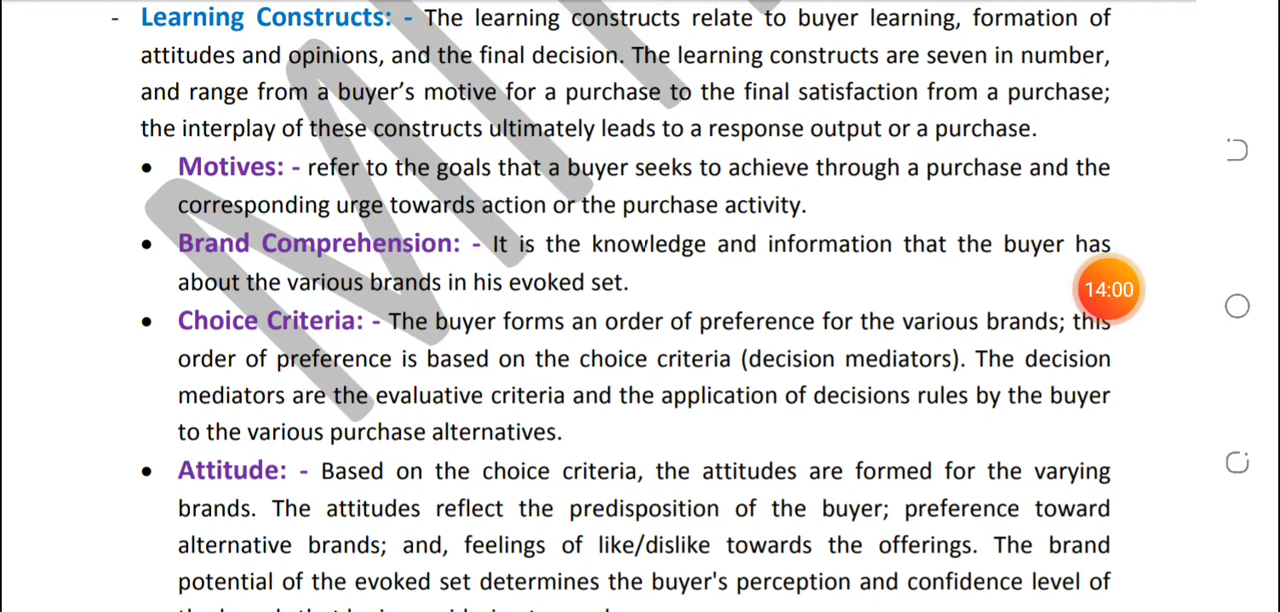 - Learning Constructs: - The learning constructs relate to buyer learning, formation of
attitudes and opinions, and the final decision. The learning constructs are seven in number,
and range from a buyer's motive for a purchase to the final satisfaction from a purchase;
the interplay of these constructs ultimately leads to a response output or a purchase.
• Motives: - refer to the goals that a buyer seeks to achieve through a purchase and the
corresponding urge towards action or the purchase activity.
• Brand Comprehension: - It is the knowledge and information that the buyer has
about the various brands in his evoked set.
14:00
• Choice Criteria: - The buyer forms an order of preference for the various brands; this
order of preference is based on the choice criteria (decision mediators). The decision
mediators are the evaluative criteria and the application of decisions rules by the buyer
to the various purchase alternatives.
• Attitude: - Based on the choice criteria, the attitudes are formed for the varying
brands. The attitudes reflect the predisposition of the buyer; preference toward
alternative brands; and, feelings of like/dislike towards the offerings. The brand
potential of the evoked set determines the buyer's perception and confidence level of